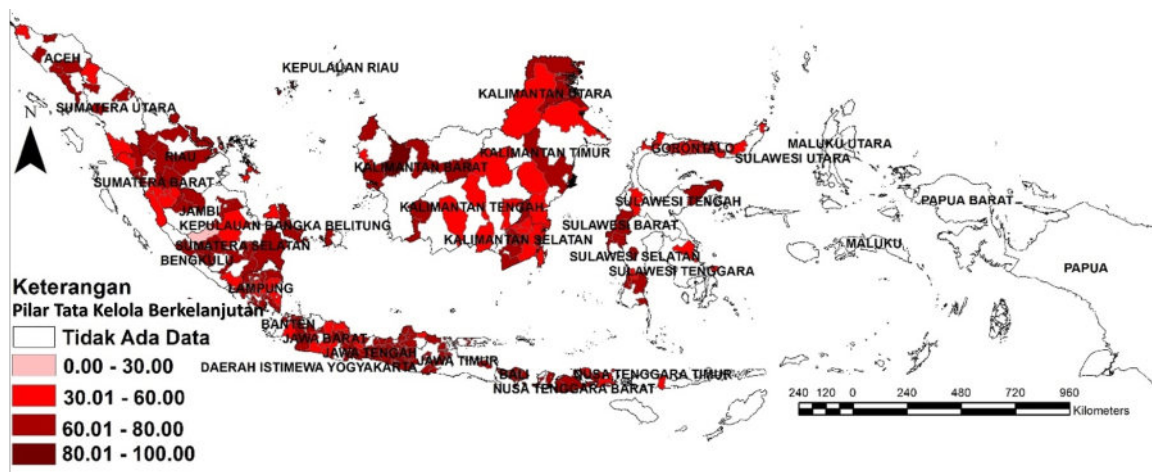 ACEH
KEPULAUAN RIAU
SUMATERA UTARA
KALIMANTAN UTARA
N
MALUKU UTARA
GORONTALO
SULAWESI UTARA
RIAU
KALIMANTAN BARAT
KALIMANTAN TIMUR
SUMATERA BARAT
SULAWESI TENGAH
PAPUA BARAT
JAMBI
KALIMANTAN TENGAH
KEPULAUAN BANGKA BELITUNG
SULAWESI BARAT
SUMATERA SELATAN
KALIMANTAN SELATAN
MALUKU
BENGKULU
SULAWESI SELATAN
SULAWESI TENGGARA
PAPUA
LAMPUNG
BANTEN
JAWA BARAT
JAWA TENGAH
JAWA TIMUR
DAERAH ISTIMEWA YOGYAKARTA
BALI
NUSA TENGGARA TIMUR
NUSA TENGGARA BARAT
Keterangan
Pilar Tata Kelola Berkelanjutan
Tidak Ada Data
0.00 - 30.00
30.01 - 60.00
60.01 - 80.00
80.01 - 100.00
240 120 0 240 480 720 960
Kilometers